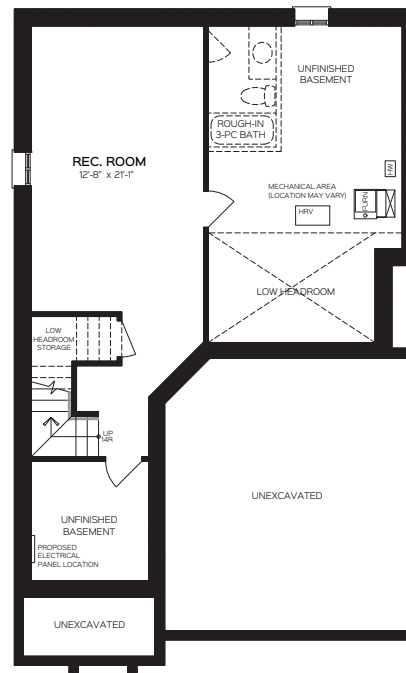 UNFINISHED
BASEMENT
ROUGH-IN
3-PC BATH
REC. ROOM
12'-8" x 21'-1"
MECHANICAL AREA
(LOCATION MAY VARY)
HW
FURN
HRV
LOW HEADROOM
LOW
HEADROOM
STORAGE
UP
14R
UNFINISHED
BASEMENT
PROPOSED
ELECTRICAL
PANEL LOCATION
UNEXCAVATED
UNEXCAVATED